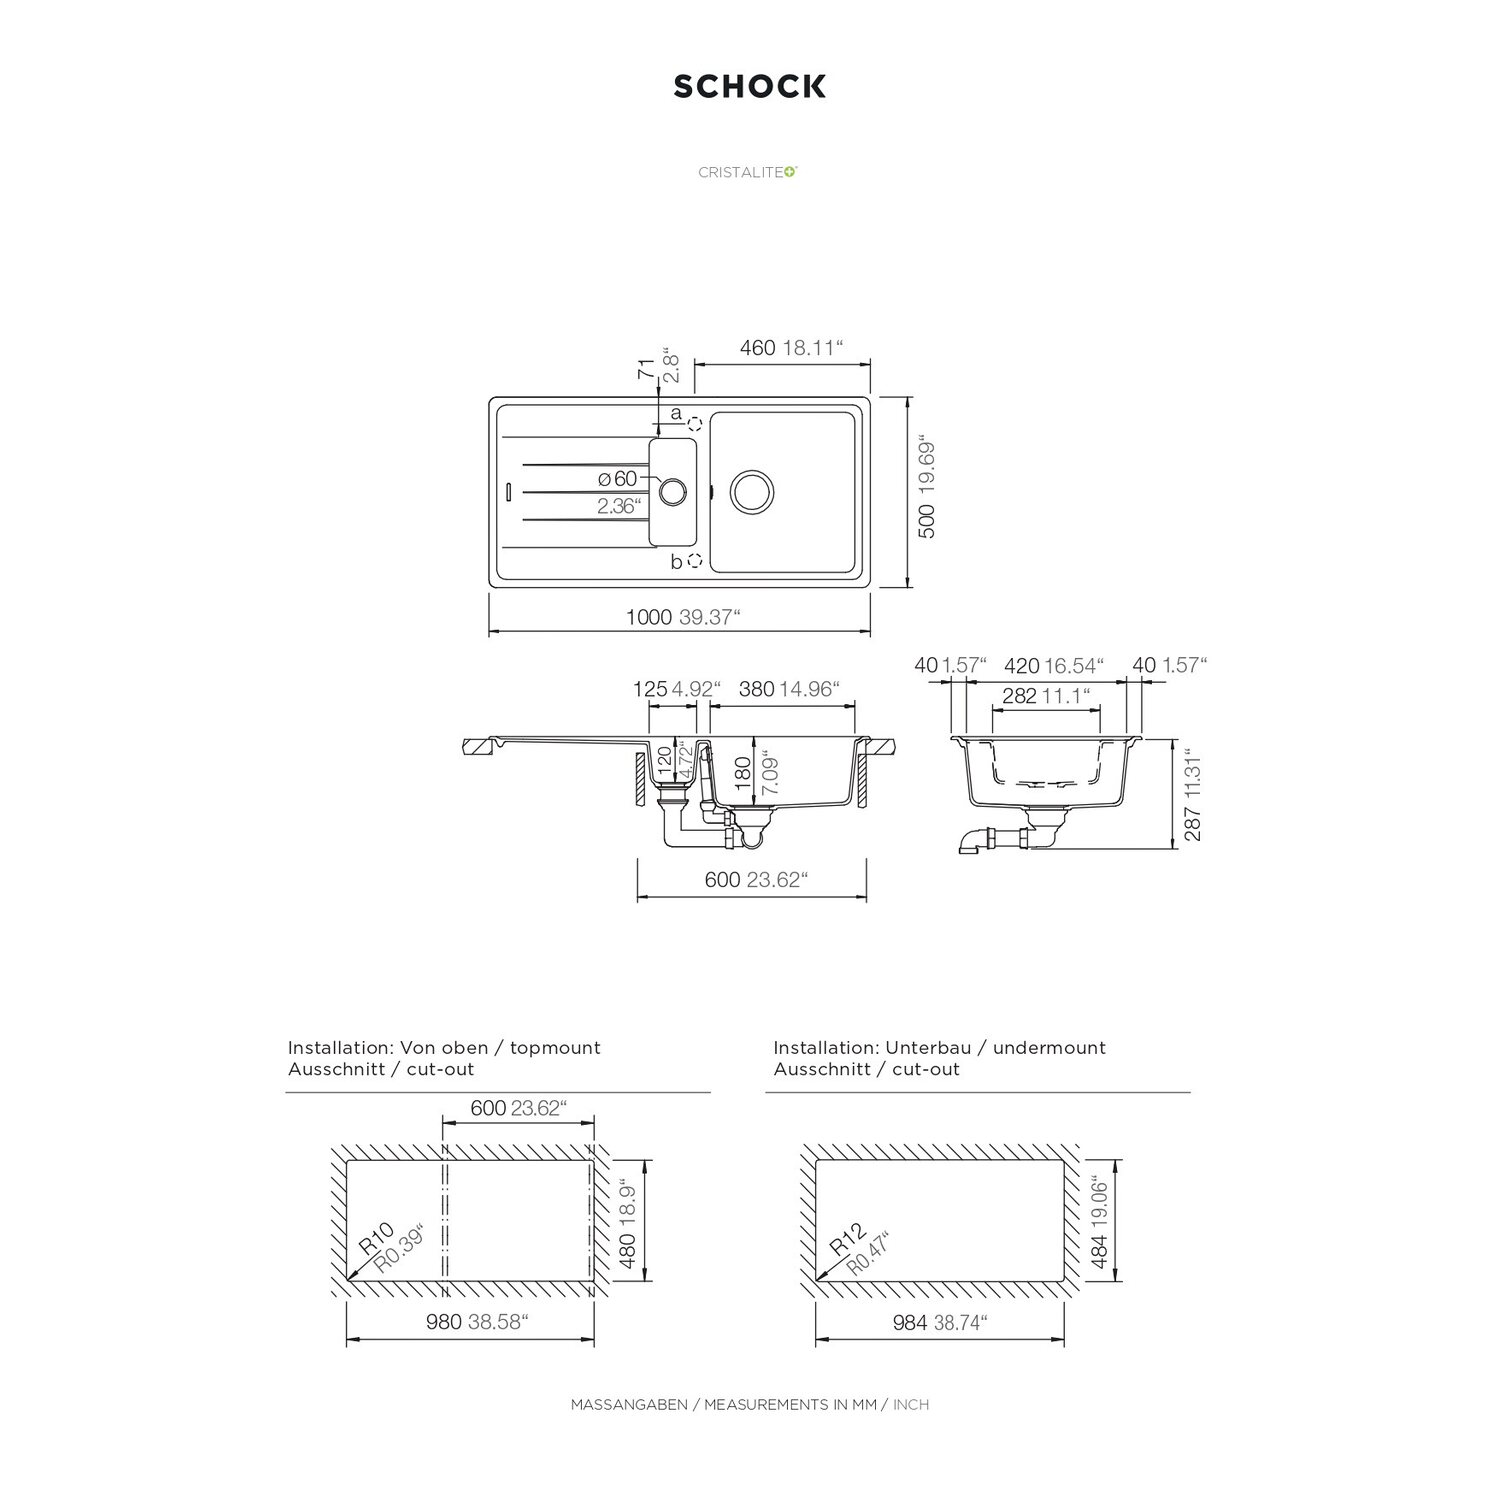 SCHOCK
CRISTALITE+
460 18.11“
71
2.8“
a
ø60
2.36“
b
500 19.69“
1000 39.37“
125 4.92“ 380 14.96“
120
4.72“
180
7.09“
600 23.62“
40 1.57“ 420 16.54“ 40 1.57“
282 11.1“
287 11.31“
Installation: Von oben / topmount
Ausschnitt / cut-out
600 23.62“
R10
R0.39“
480 18.9“
980 38.58“
Installation: Unterbau / undermount
Ausschnitt / cut-out
R12
R0.47“
484 19.06“
984 38.74“
MASSANGABEN / MEASUREMENTS IN MM / INCH